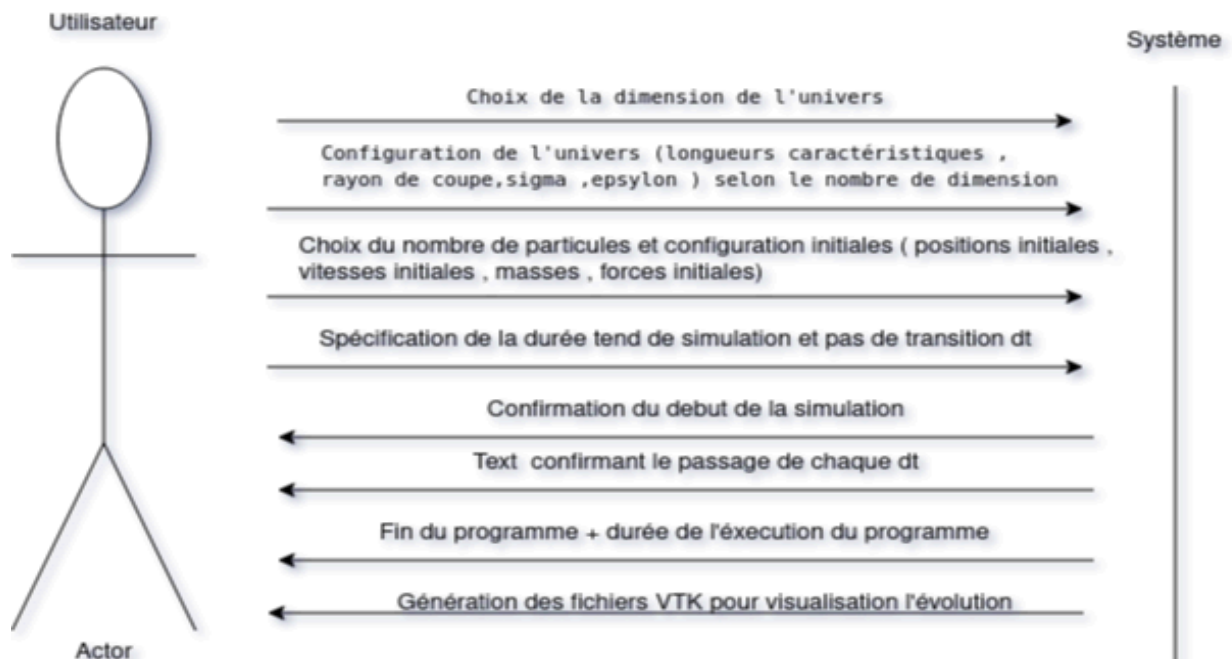 Utilisateur
Système
Choix de la dimension de l'univers
Configuration de l'univers (longueurs caractéristiques ,
rayon de coupe,sigma ,epsylon ) selon le nombre de dimension
Choix du nombre de particules et configuration initiales ( positions initiales ,
vitesses initiales , masses , forces initiales)
Spécification de la durée tend de simulation et pas de transition dt
Confirmation du debut de la simulation
Text confirmant le passage de chaque dt
Fin du programme + durée de l'éxecution du programme
Génération des fichiers VTK pour visualisation l'évolution
Actor